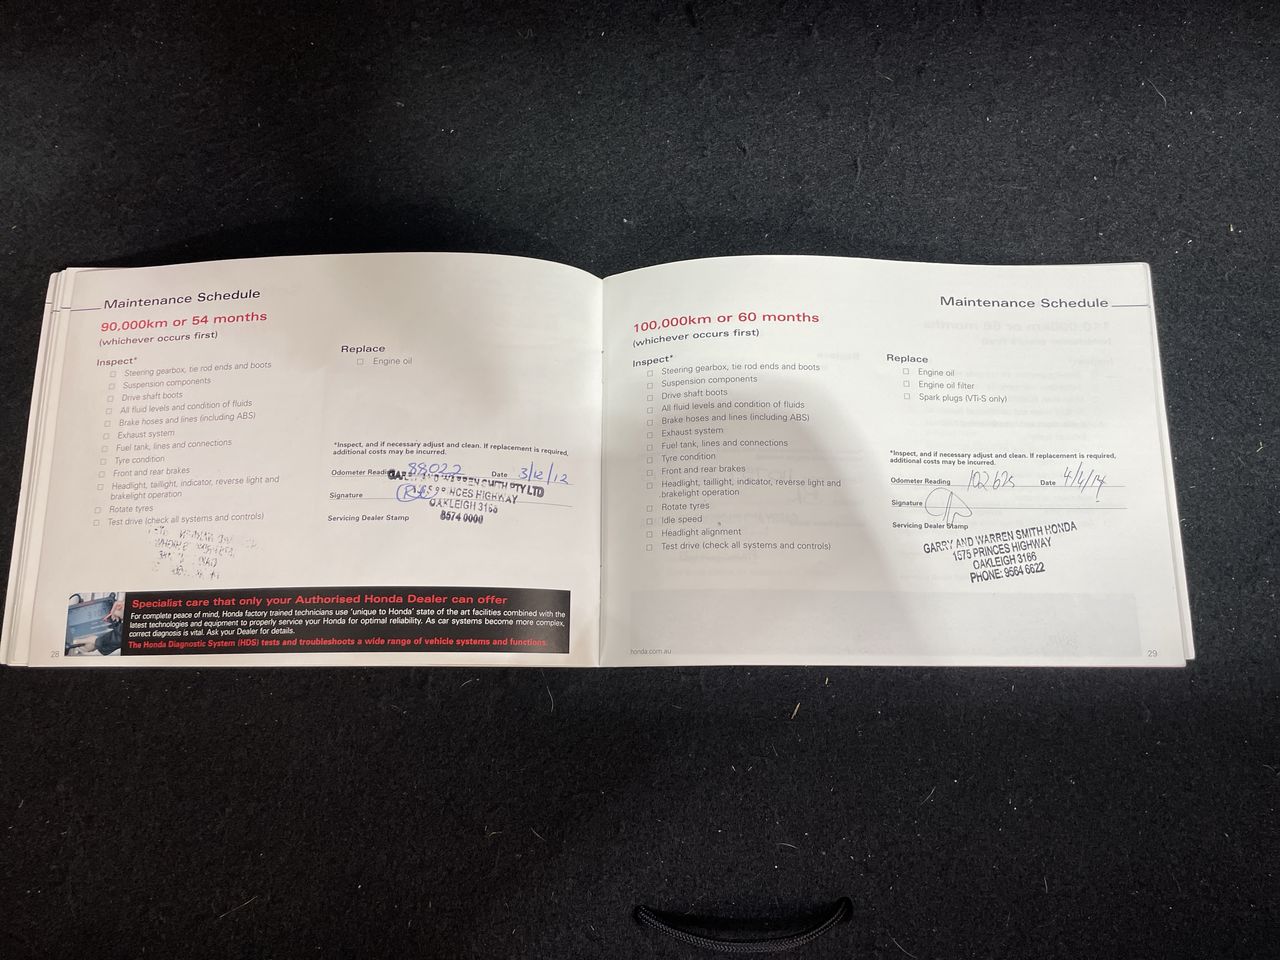 Maintenance Schedule
90,000km or 54 months
(whichever occurs first)
Inspect*
Steering gearbox, tie rod ends and boots
Suspension components
Drive shaft boots
All fluid levels and condition of fluids
Brake hoses and lines (including ABS)
Exhaust system
Fuel tank, lines and connections
Tyre condition
Front and rear brakes
Headlight, taillight, indicator, reverse light and
brakelight operation
Rotate tyres
Test drive (check all systems and controls)
Replace
Engine oil
*Inspect, and if necessary adjust and clean. If replacement is required,
additional costs may be incurred.
Odometer Reading 88022 Date 3/12/12
Signature
Servicing Dealer Stamp
WARREN SMITH PTY LTD
PRINCES HIGHWAY
OAKLEIGH 3166
8574 0000
Specialist care that only your Authorised Honda Dealer can offer
For complete peace of mind, Honda factory trained technicians use 'unique to Honda' state of the art facilities combined with the
latest technologies and equipment to properly service your Honda for optimal reliability. As car systems become more complex,
correct diagnosis is vital. Ask your Dealer for details.
The Honda Diagnostic System (HDS) tests and troubleshoots a wide range of vehicle systems and functions.
28
Maintenance Schedule
100,000km or 60 months
(whichever occurs first)
Inspect*
Steering gearbox, tie rod ends and boots
Suspension components
Drive shaft boots
All fluid levels and condition of fluids
Brake hoses and lines (including ABS)
Exhaust system
Fuel tank, lines and connections
Tyre condition
Front and rear brakes
Headlight, taillight, indicator, reverse light and
brakelight operation
Rotate tyres
Idle speed
Headlight alignment
Test drive (check all systems and controls)
Replace
Engine oil
Engine oil filter
Spark plugs (VTi-S only)
*Inspect, and if necessary adjust and clean. If replacement is required,
additional costs may be incurred.
Odometer Reading 102625 Date 4/4/14
Signature
Servicing Dealer Stamp
GARRY AND WARREN SMITH HONDA
1575 PRINCES HIGHWAY
OAKLEIGH 3166
PHONE: 9564 6622
honda.com.au
29